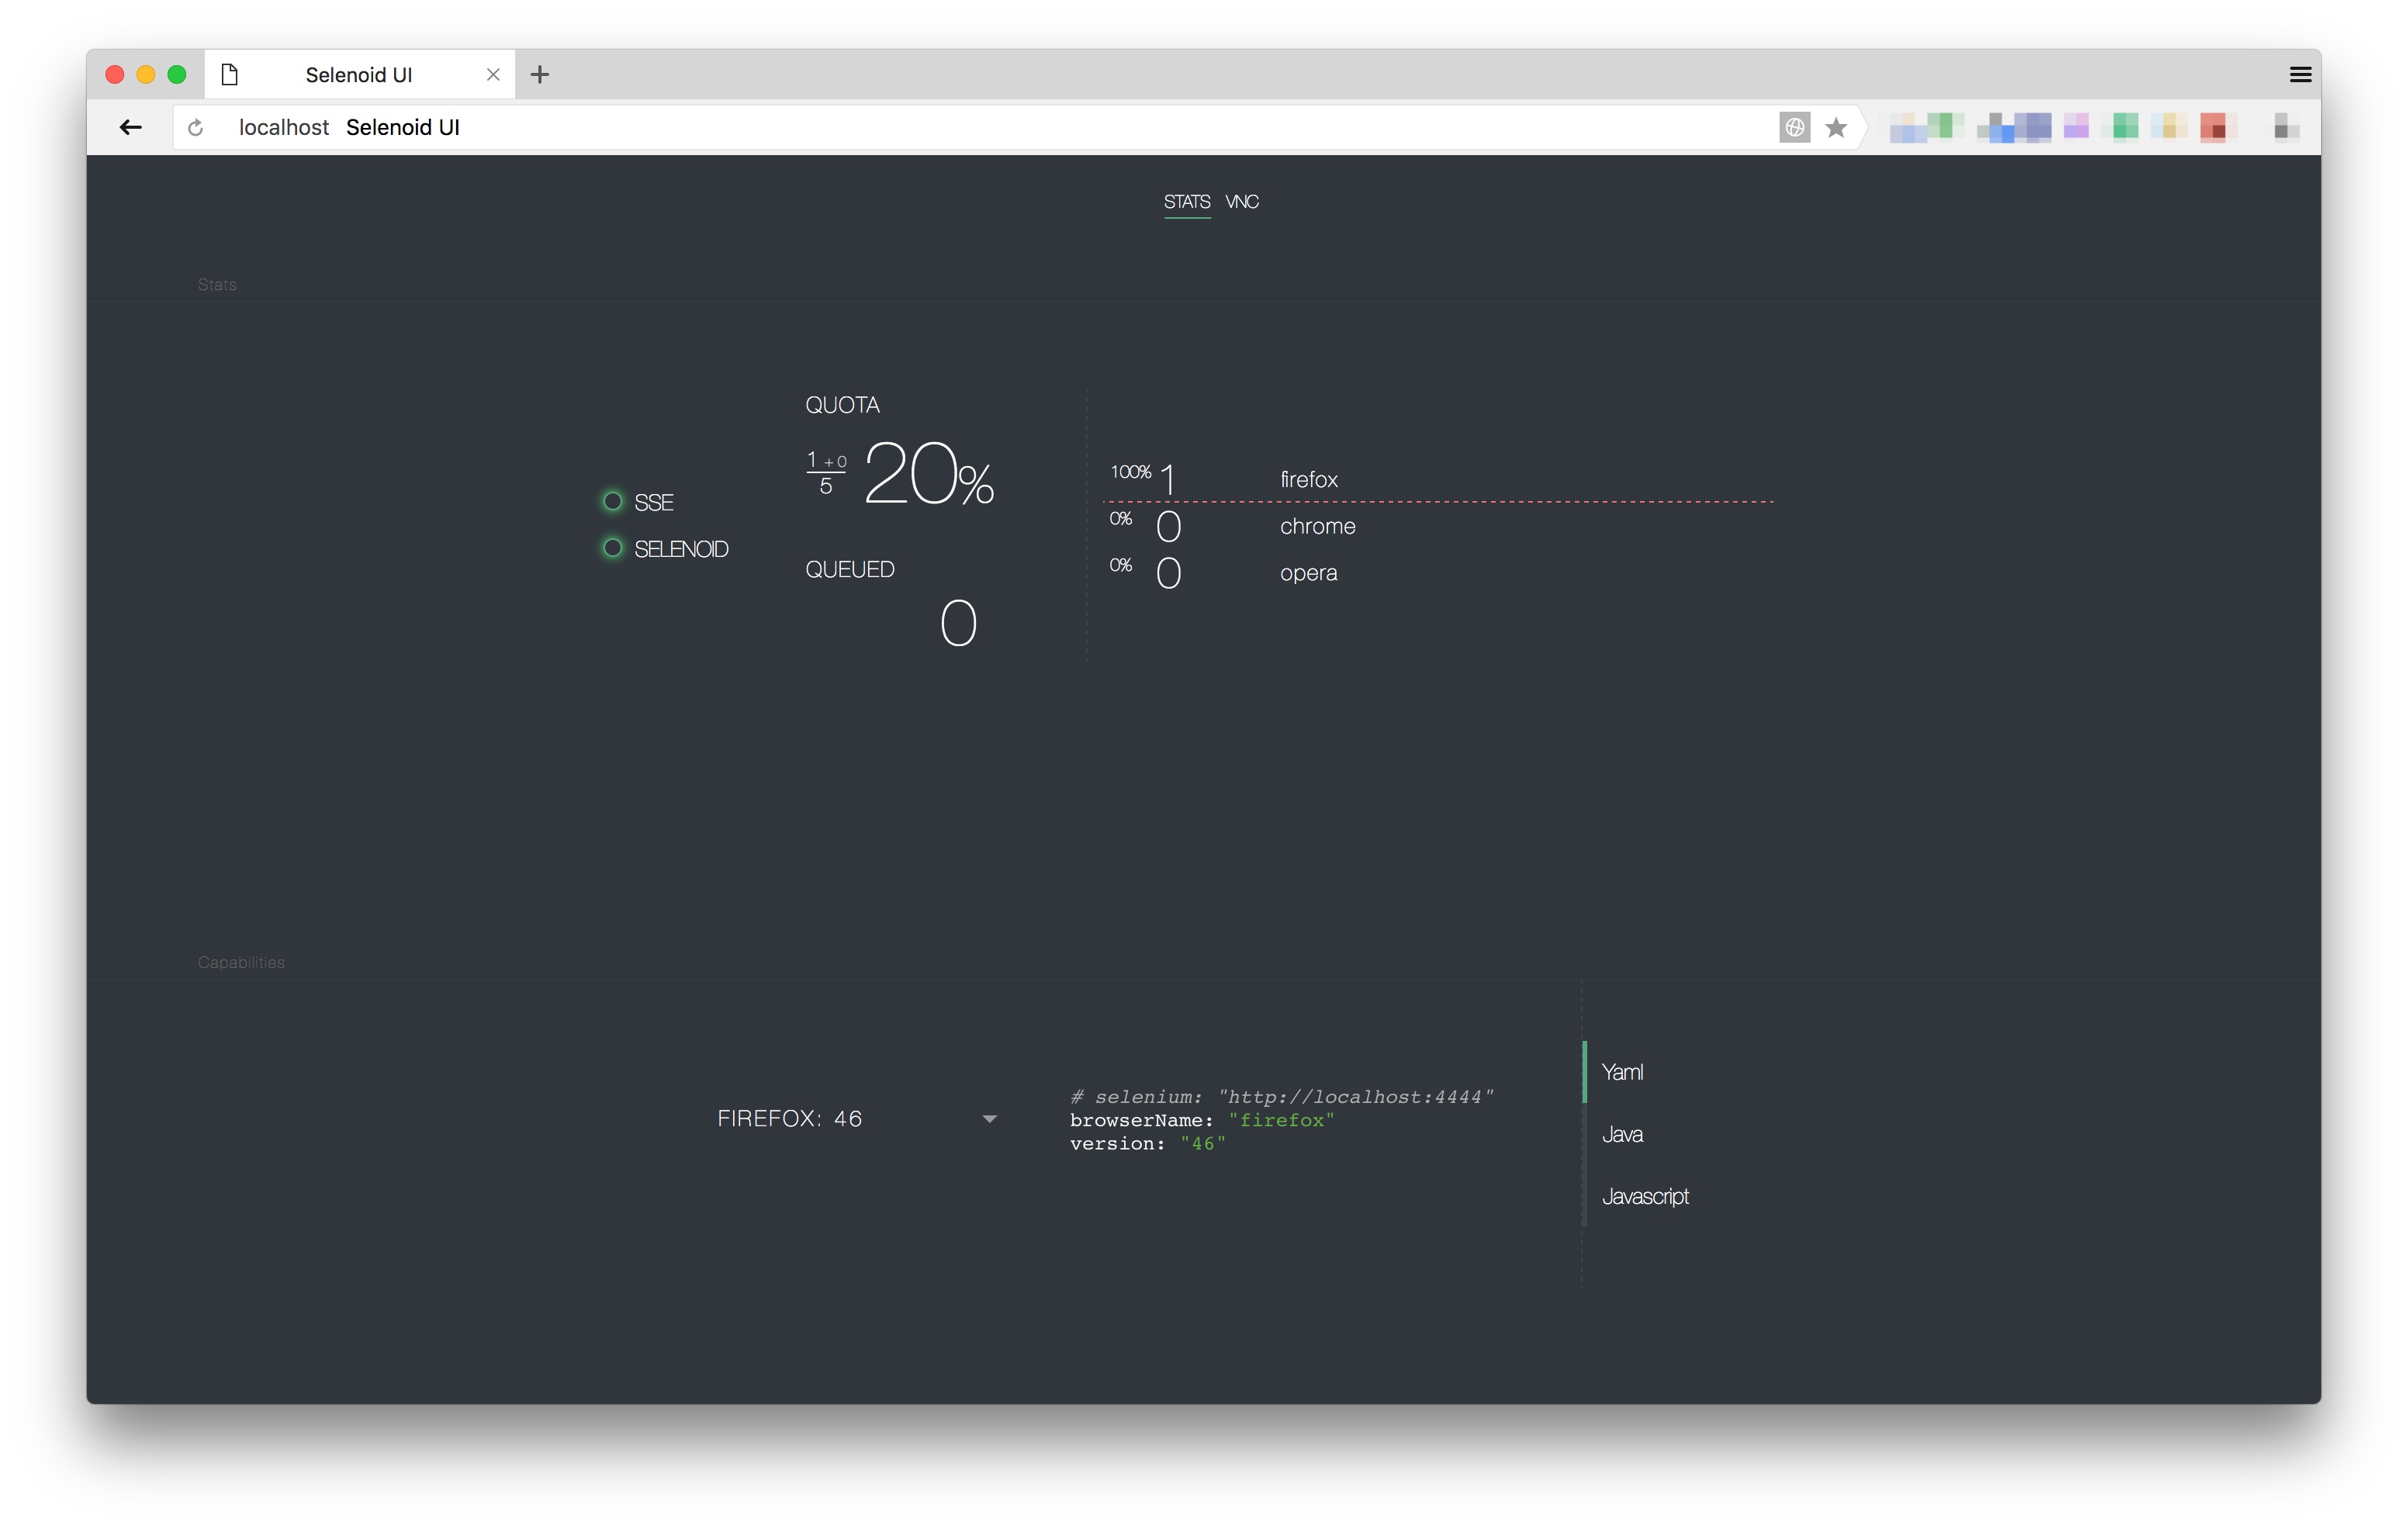 Selenoid UI
localhost Selenoid UI
STATS VNC
Stats
SSE
SELENOID
QUOTA
1 + 0
5
20%
QUEUED
0
100% 1 firefox
0% 0 chrome
0% 0 opera
Capabilities
FIREFOX: 46
# selenium: "http://localhost:4444"
browserName: "firefox"
version: "46"
Yaml
Java
Javascript